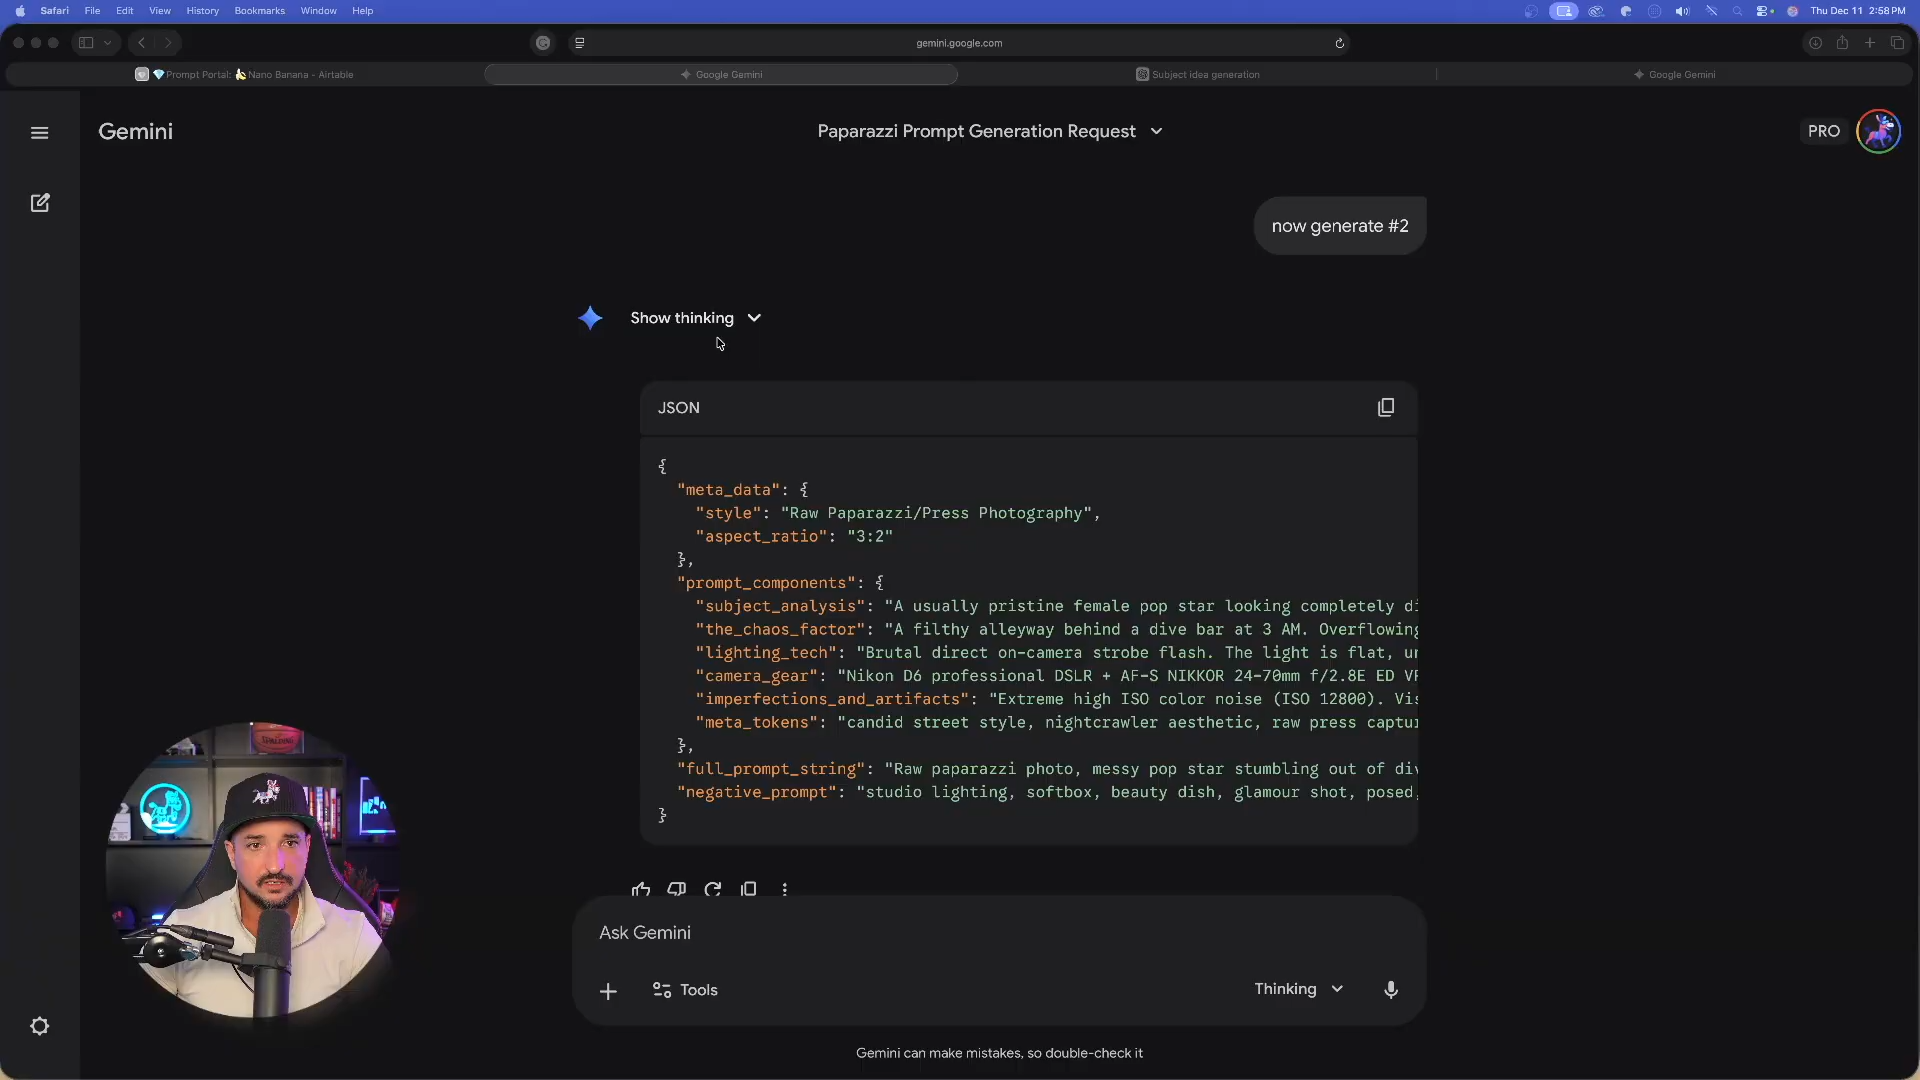 Safari File Edit View History Bookmarks Window Help
Thu Dec 11 2:58 PM
gemini.google.com
💎Prompt Portal: 🍌Nano Banana - Airtable
Google Gemini
Subject idea generation
Google Gemini
Gemini
Paparazzi Prompt Generation Request
PRO
now generate #2
Show thinking
JSON
{
"meta_data": {
"style": "Raw Paparazzi/Press Photography",
"aspect_ratio": "3:2"
},
"prompt_components": {
"subject_analysis": "A usually pristine female pop star looking completely di
"the_chaos_factor": "A filthy alleyway behind a dive bar at 3 AM. Overflowing
"lighting_tech": "Brutal direct on-camera strobe flash. The light is flat, un
"camera_gear": "Nikon D6 professional DSLR + AF-S NIKKOR 24-70mm f/2.8E ED VR
"imperfections_and_artifacts": "Extreme high ISO color noise (ISO 12800). Vis
"meta_tokens": "candid street style, nightcrawler aesthetic, raw press captur
},
"full_prompt_string": "Raw paparazzi photo, messy pop star stumbling out of div
"negative_prompt": "studio lighting, softbox, beauty dish, glamour shot, posed,
}
SPALDING
Ask Gemini
Tools
Thinking
Gemini can make mistakes, so double-check it